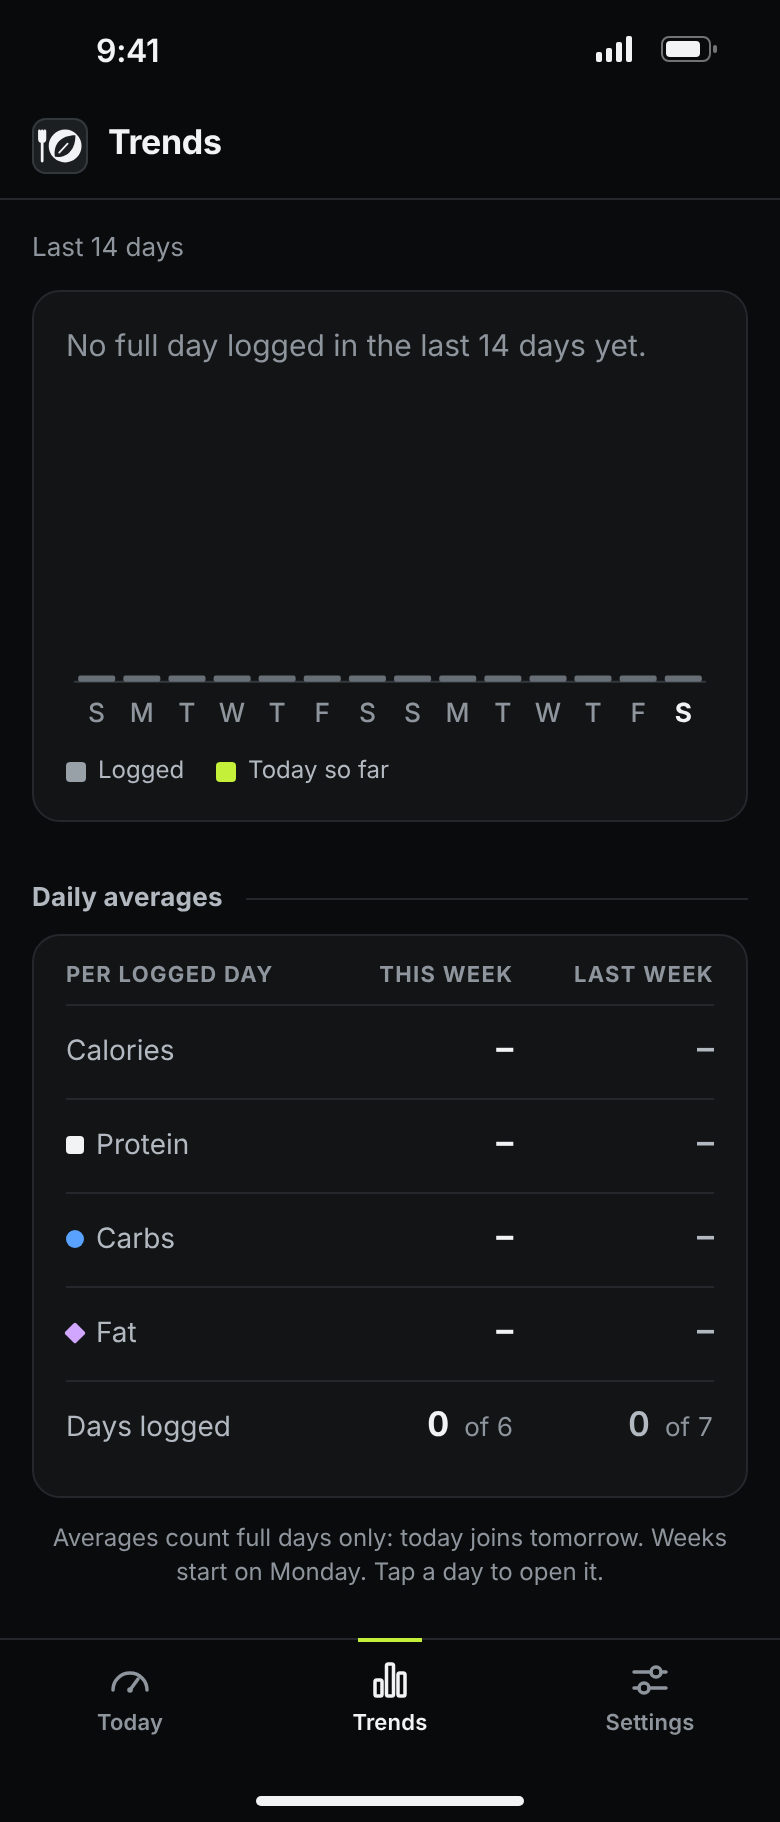 9:41
Trends
Last 14 days
No full day logged in the last 14 days yet.
S M T W T F S S M T W T F S
Logged Today so far
Daily averages
PER LOGGED DAY THIS WEEK LAST WEEK
Calories – –
Protein – –
Carbs – –
Fat – –
Days logged 0 of 6 0 of 7
Averages count full days only: today joins tomorrow. Weeks
start on Monday. Tap a day to open it.
Today Trends Settings